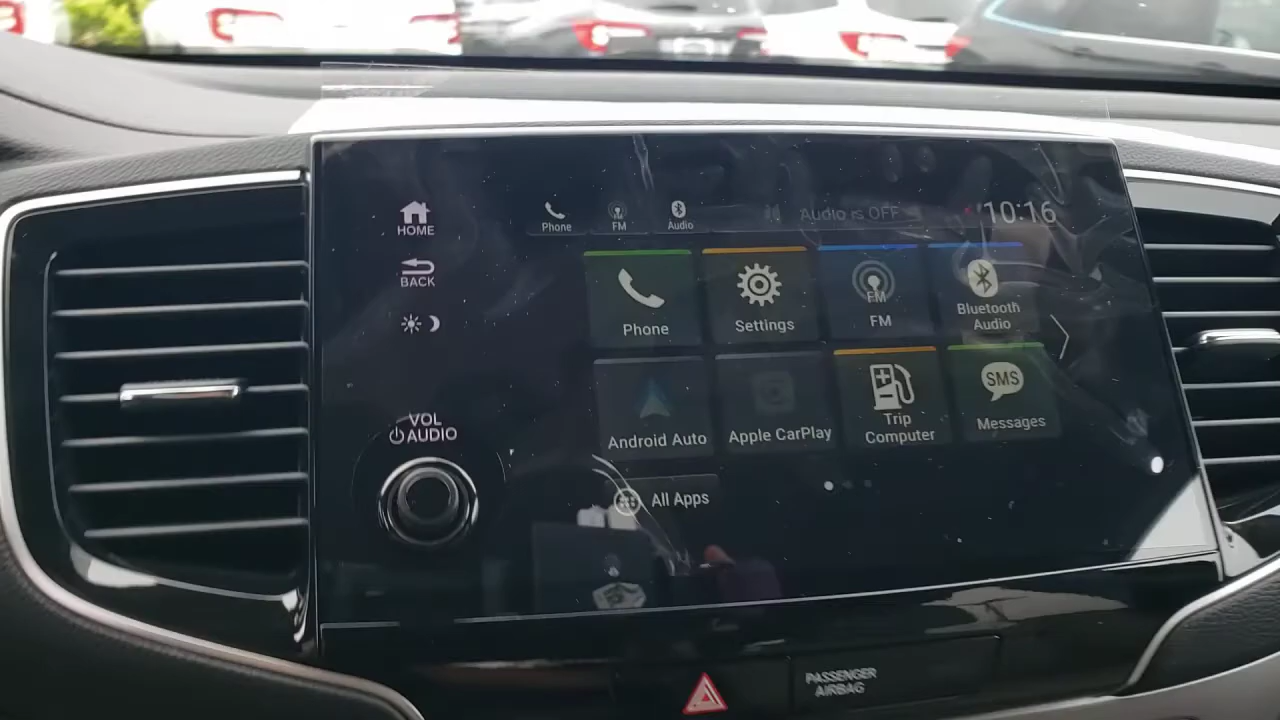 HOME
BACK
VOL
AUDIO
Phone
FM
Audio
Audio is OFF
10:16
Phone
Settings
FM
FM
Bluetooth
Audio
Android Auto
Apple CarPlay
Trip
Computer
SMS
Messages
All Apps
PASSENGER
AIRBAG